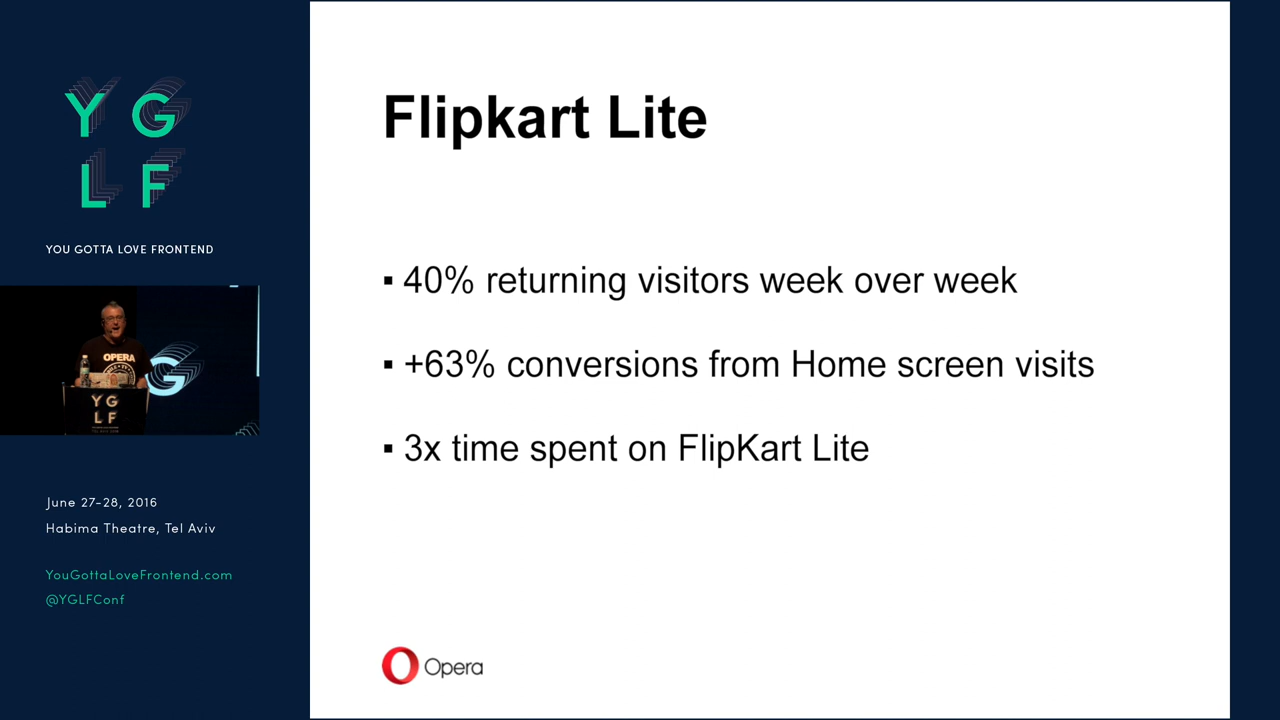 Y G
L F
YOU GOTTA LOVE FRONTEND
OPERA
G
Y G
L F
June 27-28, 2016
Habima Theatre, Tel Aviv
YouGottaLoveFrontend.com
@YGLFConf
Flipkart Lite
▪ 40% returning visitors week over week
▪ +63% conversions from Home screen visits
▪ 3x time spent on FlipKart Lite
Opera